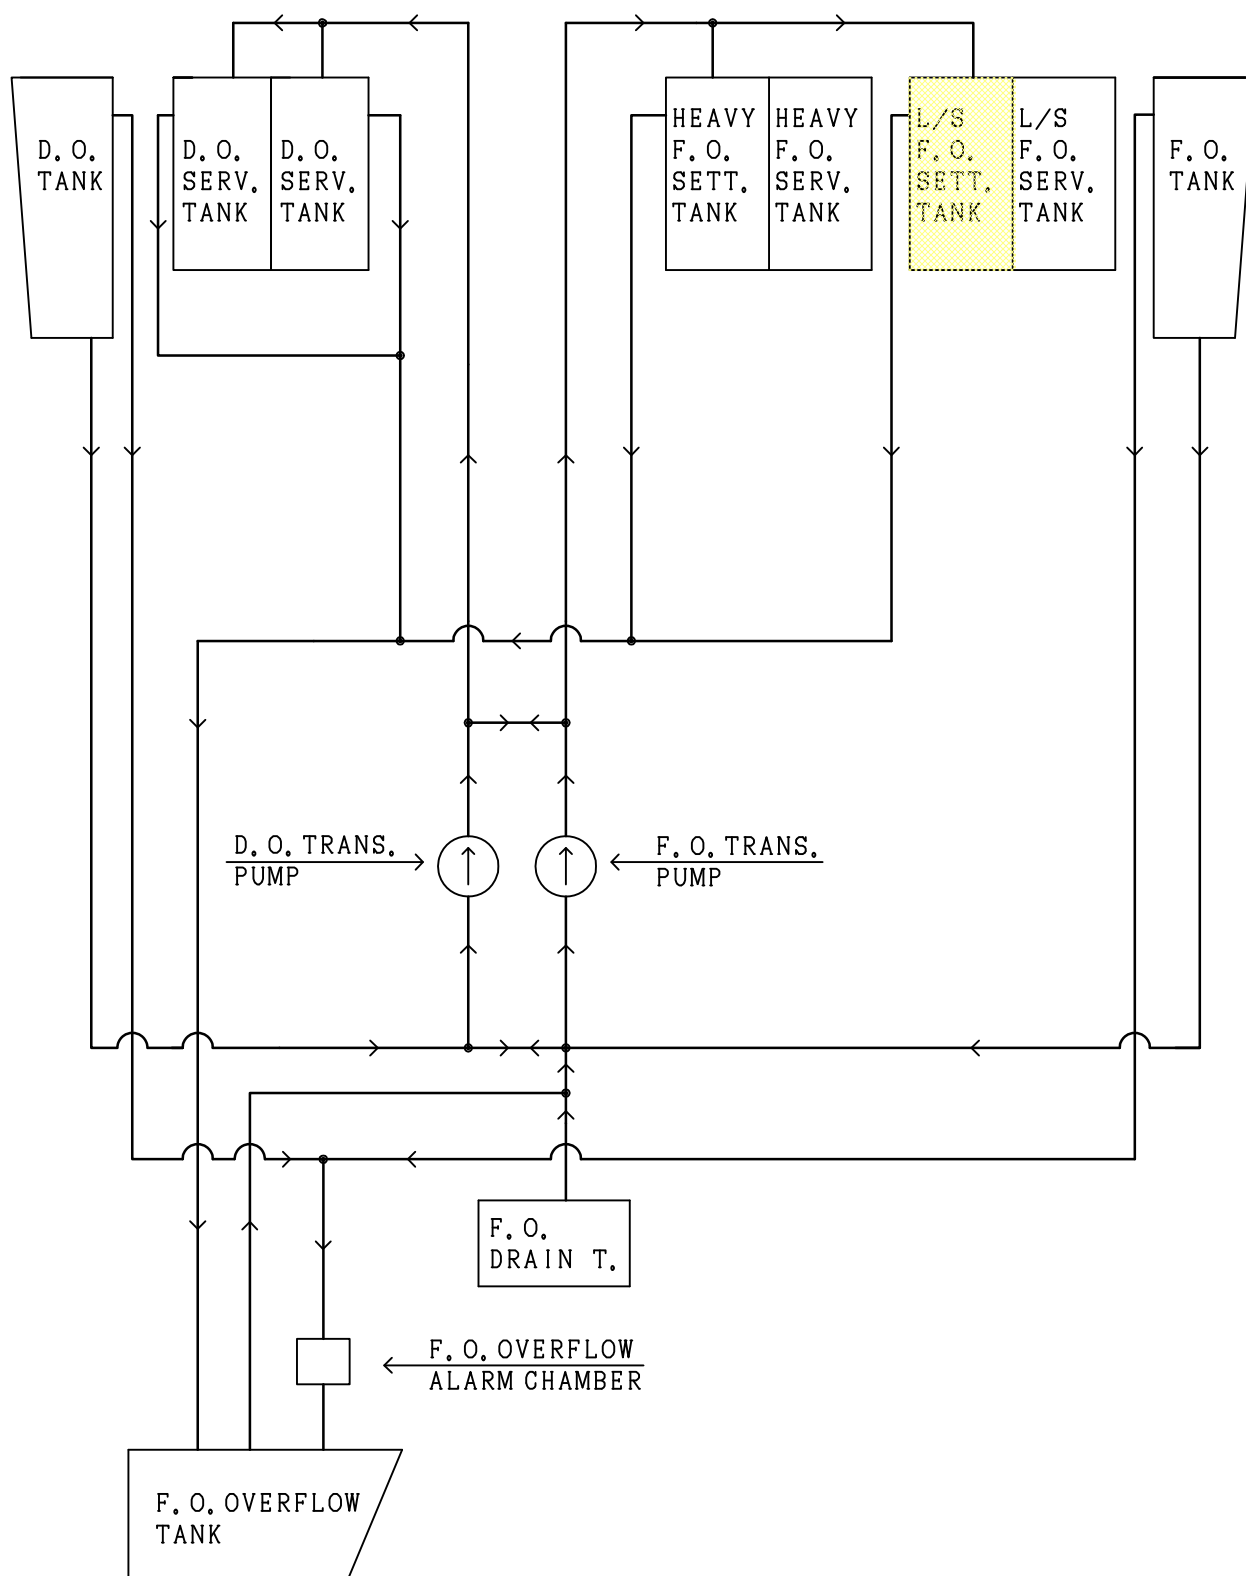 D.O.
TANK
D.O.
SERV.
TANK
D.O.
SERV.
TANK
HEAVY
F.O.
SETT.
TANK
HEAVY
F.O.
SERV.
TANK
L/S
F.O.
SETT.
TANK
L/S
F.O.
SERV.
TANK
F.O.
TANK
D.O. TRANS.
PUMP
F.O. TRANS.
PUMP
F.O.
DRAIN T.
F.O. OVERFLOW
ALARM CHAMBER
F.O. OVERFLOW
TANK